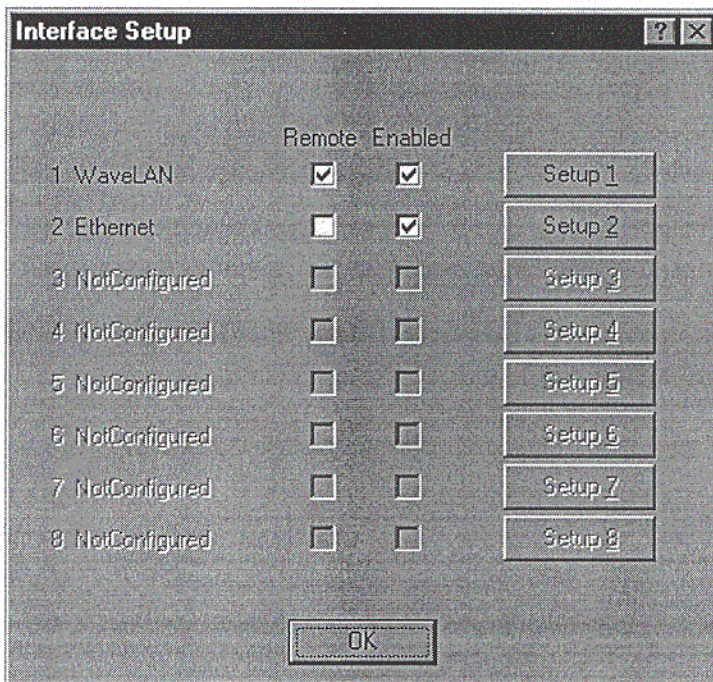 Interface Setup
Remote Enabled
1 WaveLAN Setup 1
2 Ethernet Setup 2
3 NotConfigured Setup 3
4 NotConfigured Setup 4
5 NotConfigured Setup 5
6 NotConfigured Setup 6
7 NotConfigured Setup 7
8 NotConfigured Setup 8
OK